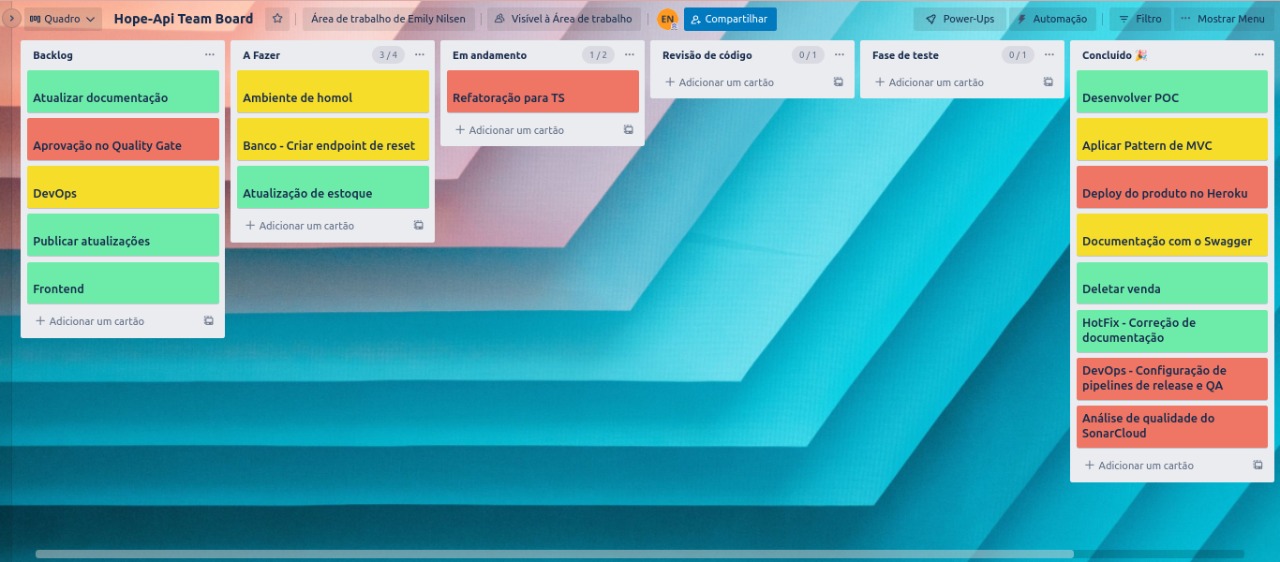 Quadro
Hope-Api Team Board
Área de trabalho de Emily Nilsen
Visível à Área de trabalho
EN
Compartilhar
Power-Ups
Automação
Filtro
Mostrar Menu
Backlog
Atualizar documentação
Aprovação no Quality Gate
DevOps
Publicar atualizações
Frontend
+ Adicionar um cartão
A Fazer
3 / 4
Ambiente de homol
Banco - Criar endpoint de reset
Atualização de estoque
+ Adicionar um cartão
Em andamento
1 / 2
Refatoração para TS
+ Adicionar um cartão
Revisão de código
0 / 1
+ Adicionar um cartão
Fase de teste
0 / 1
+ Adicionar um cartão
Concluído 🎉
Desenvolver POC
Aplicar Pattern de MVC
Deploy do produto no Heroku
Documentação com o Swagger
Deletar venda
HotFix - Correção de
documentação
DevOps - Configuração de
pipelines de release e QA
Análise de qualidade do
SonarCloud
+ Adicionar um cartão